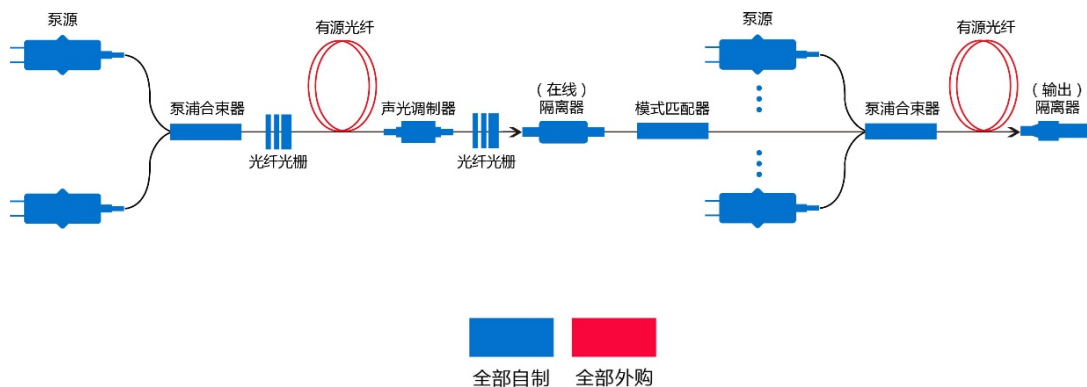 泵源
有源光纤
泵源
有源光纤
泵浦合束器
声光调制器
（在线）
隔离器
模式匹配器
泵浦合束器
（输出）
隔离器
光纤光栅
光纤光栅
全部自制
全部外购